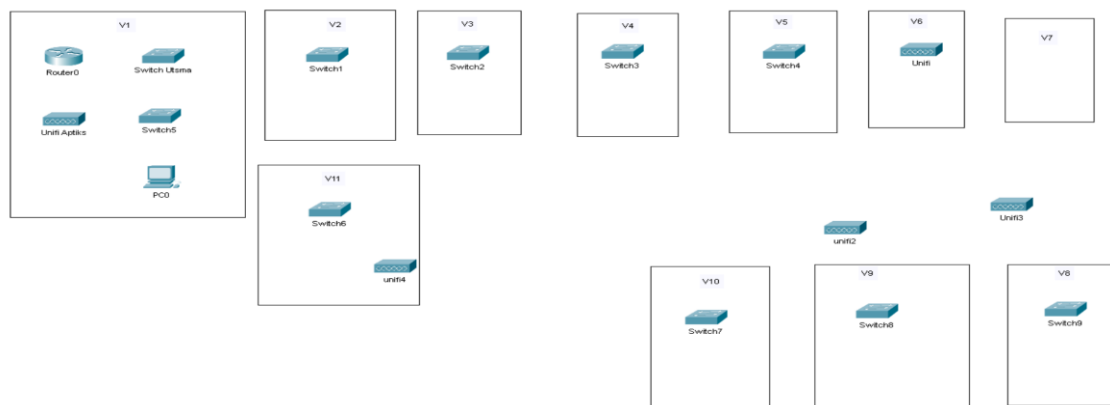 V1
Router0
Switch Utsma
Unifi Aptiks
Switch5
PC0
V2
Switch1
V3
Switch2
V4
Switch3
V5
Switch4
V6
Unifi
V7
V11
Switch6
unifi4
unifi2
Unifi3
V10
Switch7
V9
Switch8
V8
Switch9